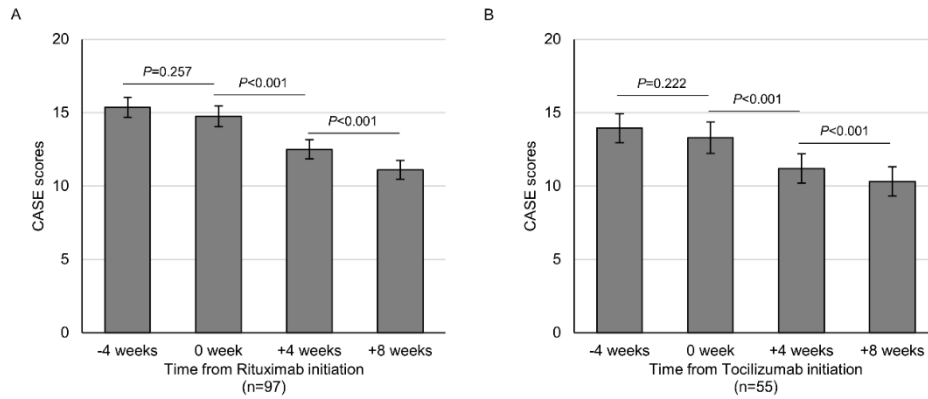 A
20
15
10
5
0
CASE scores
P=0.257
P<0.001
P<0.001
-4 weeks
0 week
+4 weeks
+8 weeks
Time from Rituximab initiation
(n=97)
B
20
15
10
5
0
CASE scores
P=0.222
P<0.001
P<0.001
-4 weeks
0 week
+4 weeks
+8 weeks
Time from Tocilizumab initiation
(n=55)